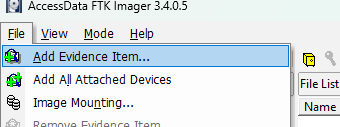 AccessData FTK Imager 3.4.0.5
File View Mode Help
Add Evidence Item...
Add All Attached Devices
File List
Image Mounting...
Name
Remove Evidence Item